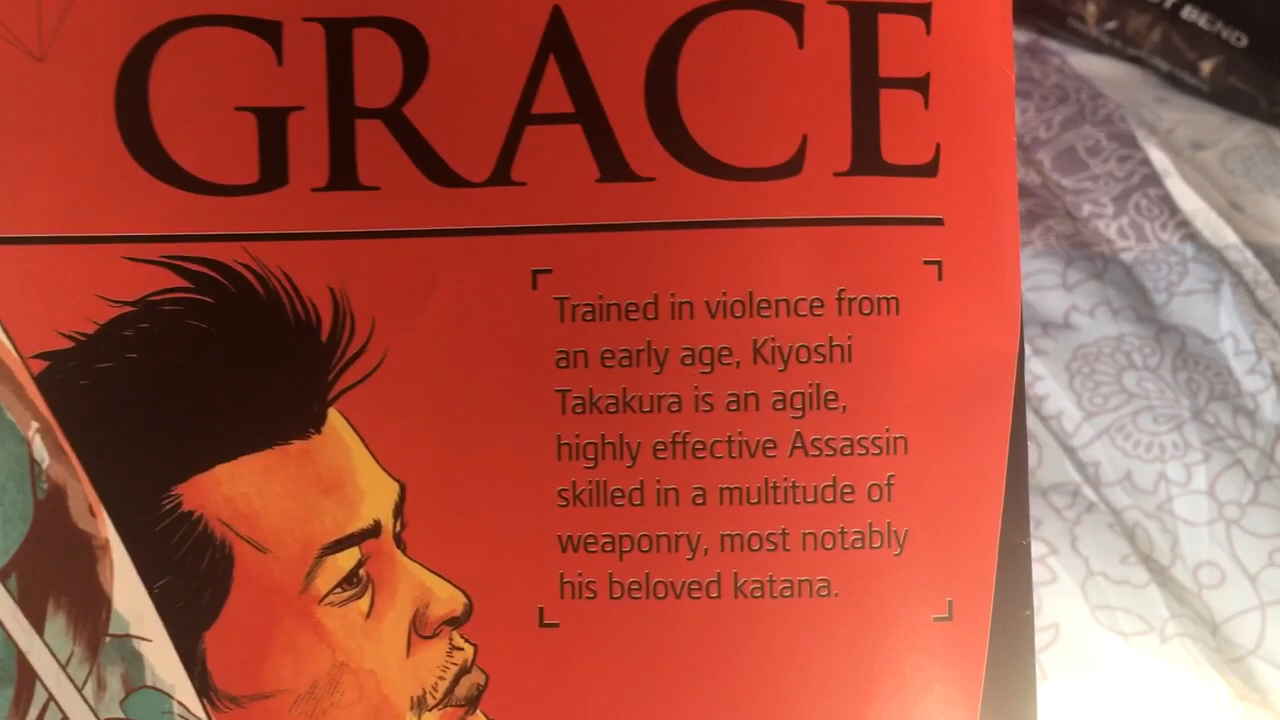 GRACE
Trained in violence from
an early age, Kiyoshi
Takakura is an agile,
highly effective Assassin
skilled in a multitude of
weaponry, most notably
his beloved katana.
BEND